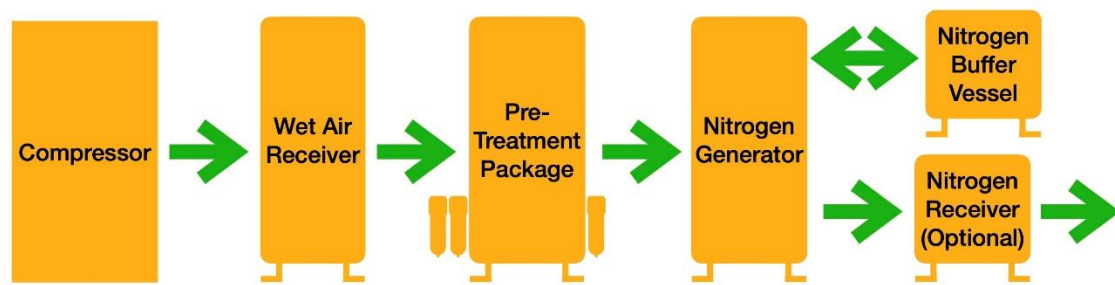 Compressor
Wet Air
Receiver
Pre-
Treatment
Package
Nitrogen
Generator
Nitrogen
Buffer
Vessel
Nitrogen
Receiver
(Optional)